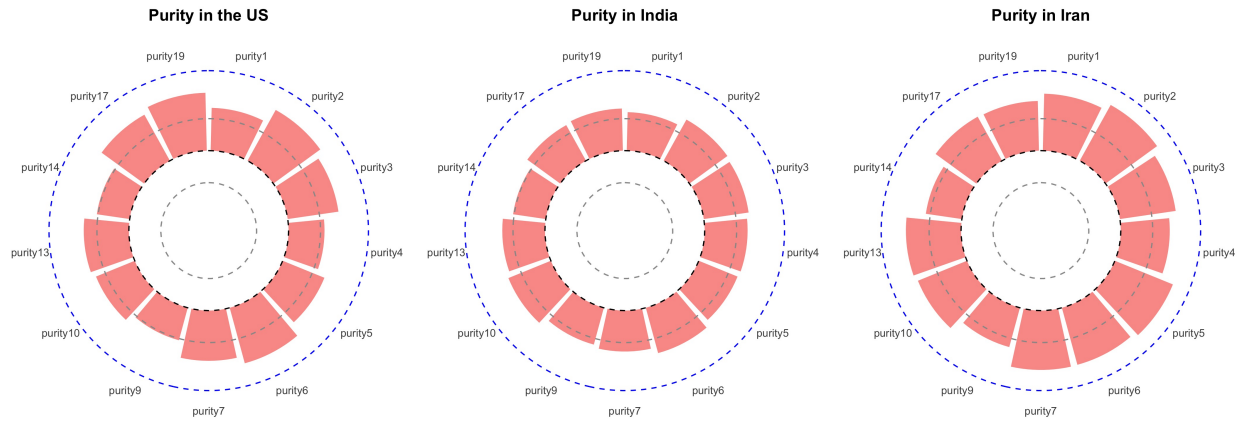 Purity in the US
purity19
purity1
purity17
purity2
purity14
purity3
purity13
purity4
purity10
purity5
purity9
purity6
purity7
Purity in India
purity19
purity1
purity17
purity2
purity14
purity3
purity13
purity4
purity10
purity5
purity9
purity6
purity7
Purity in Iran
purity19
purity1
purity17
purity2
purity14
purity3
purity13
purity4
purity10
purity5
purity9
purity6
purity7